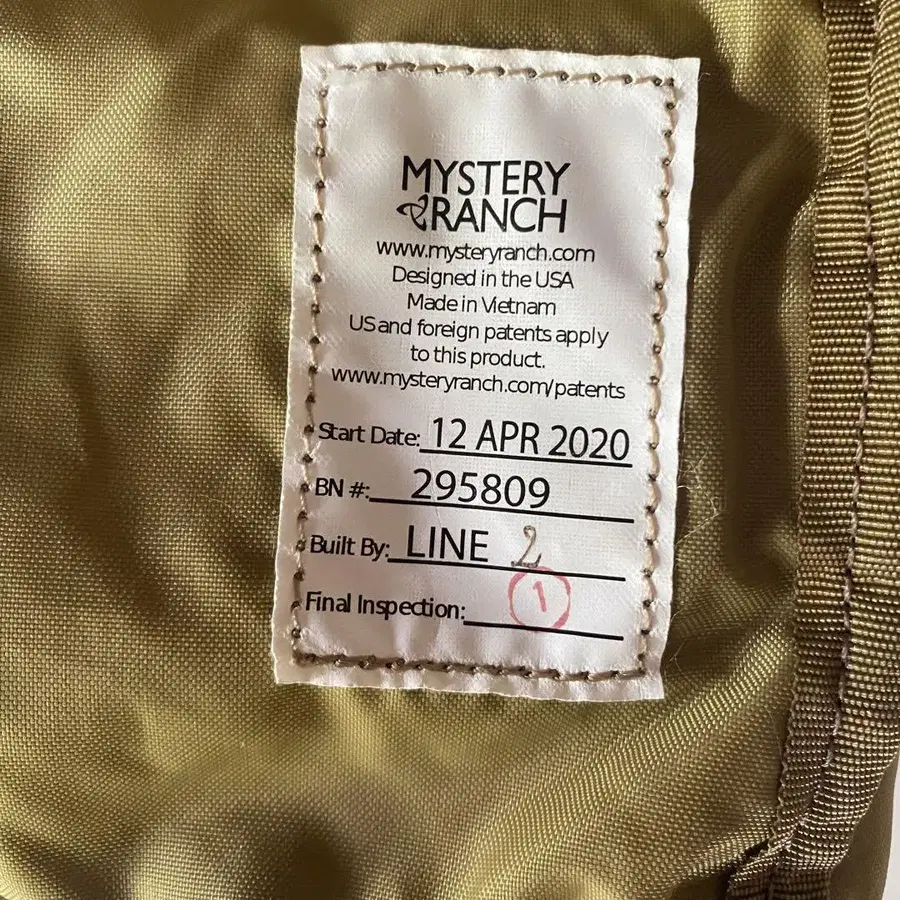 MYSTERY
RANCH
www.mysteryranch.com
Designed in the USA
Made in Vietnam
US and foreign patents apply
to this product.
www.mysteryranch.com/patents
Start Date: 12 APR 2020
BN #: 295809
Built By: LINE 2
Final Inspection: 1